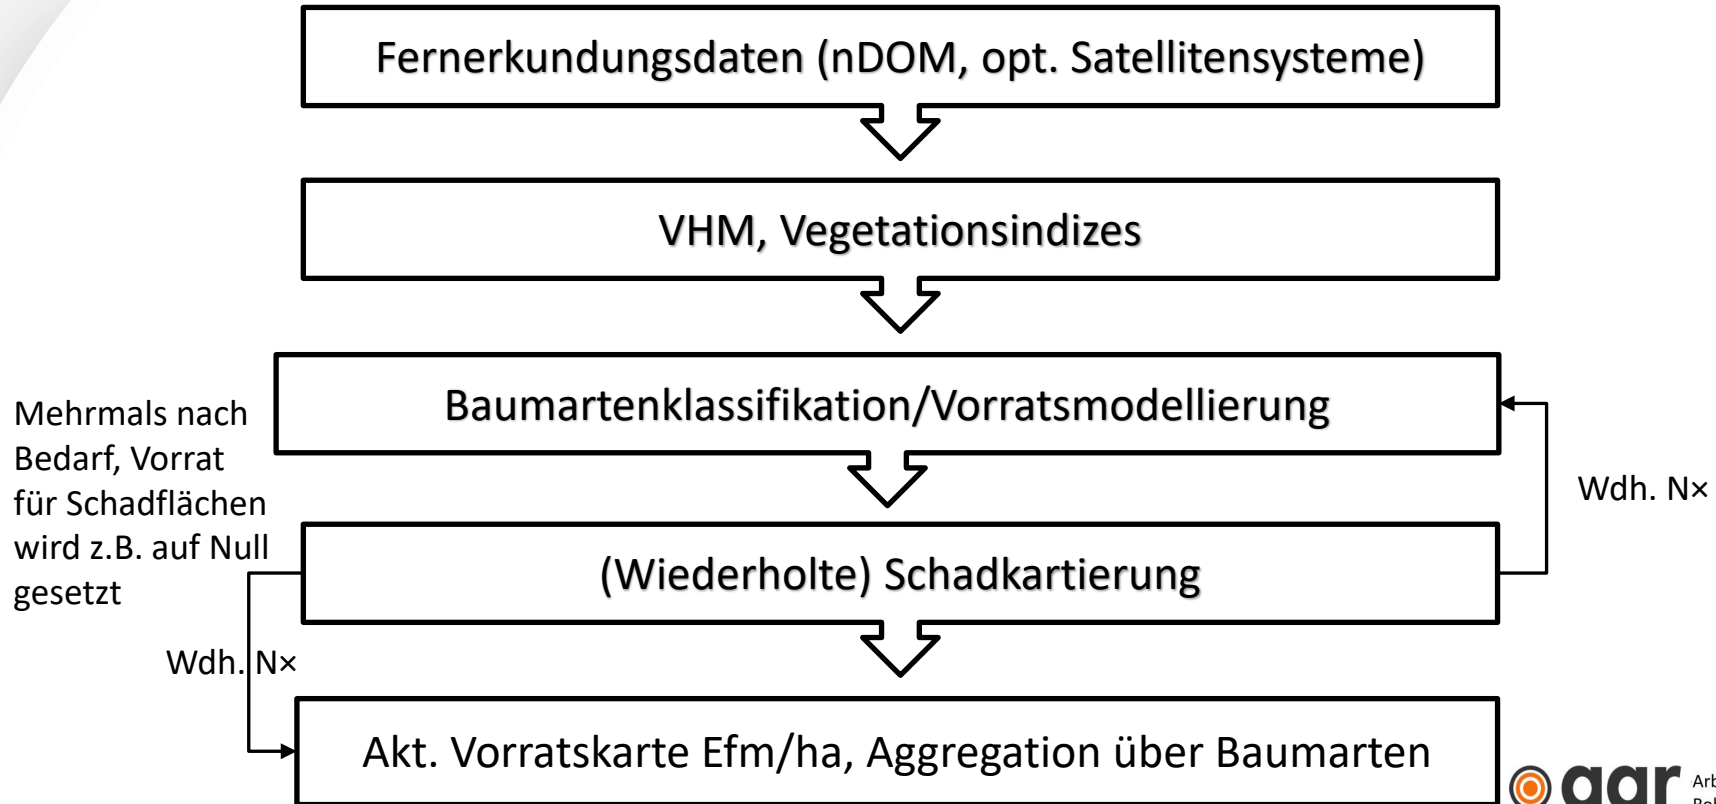 Fernerkundungsdaten (nDOM, opt. Satellitensysteme)
VHM, Vegetationsindizes
Baumartenklassifikation/Vorratsmodellierung
Mehrmals nach
Bedarf, Vorrat
für Schadflächen
wird z.B. auf Null
gesetzt
Wdh. N×
(Wiederholte) Schadkartierung
Wdh. N×
Akt. Vorratskarte Efm/ha, Aggregation über Baumarten
aar